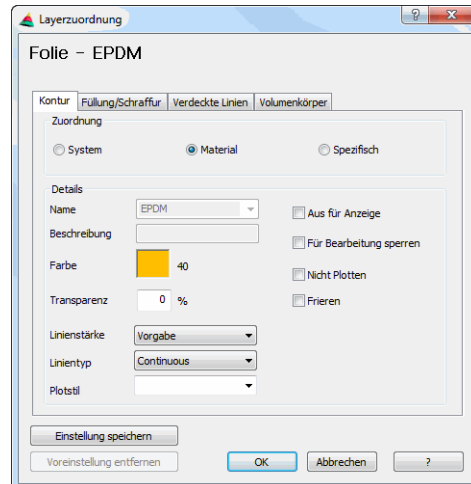 Layerzuordnung
Folie - EPDM
Kontur Füllung/Schraffur Verdeckte Linien Volumenkörper
Zuordnung
System Material Spezifisch
Details
Name EPDM Aus für Anzeige
Beschreibung Für Bearbeitung sperren
Farbe 40 Nicht Plotten
Transparenz 0 % Frieren
Linienstärke Vorgabe
Linientyp Continuous
Plotstil
Einstellung speichern
Voreinstellung entfernen OK Abbrechen ?